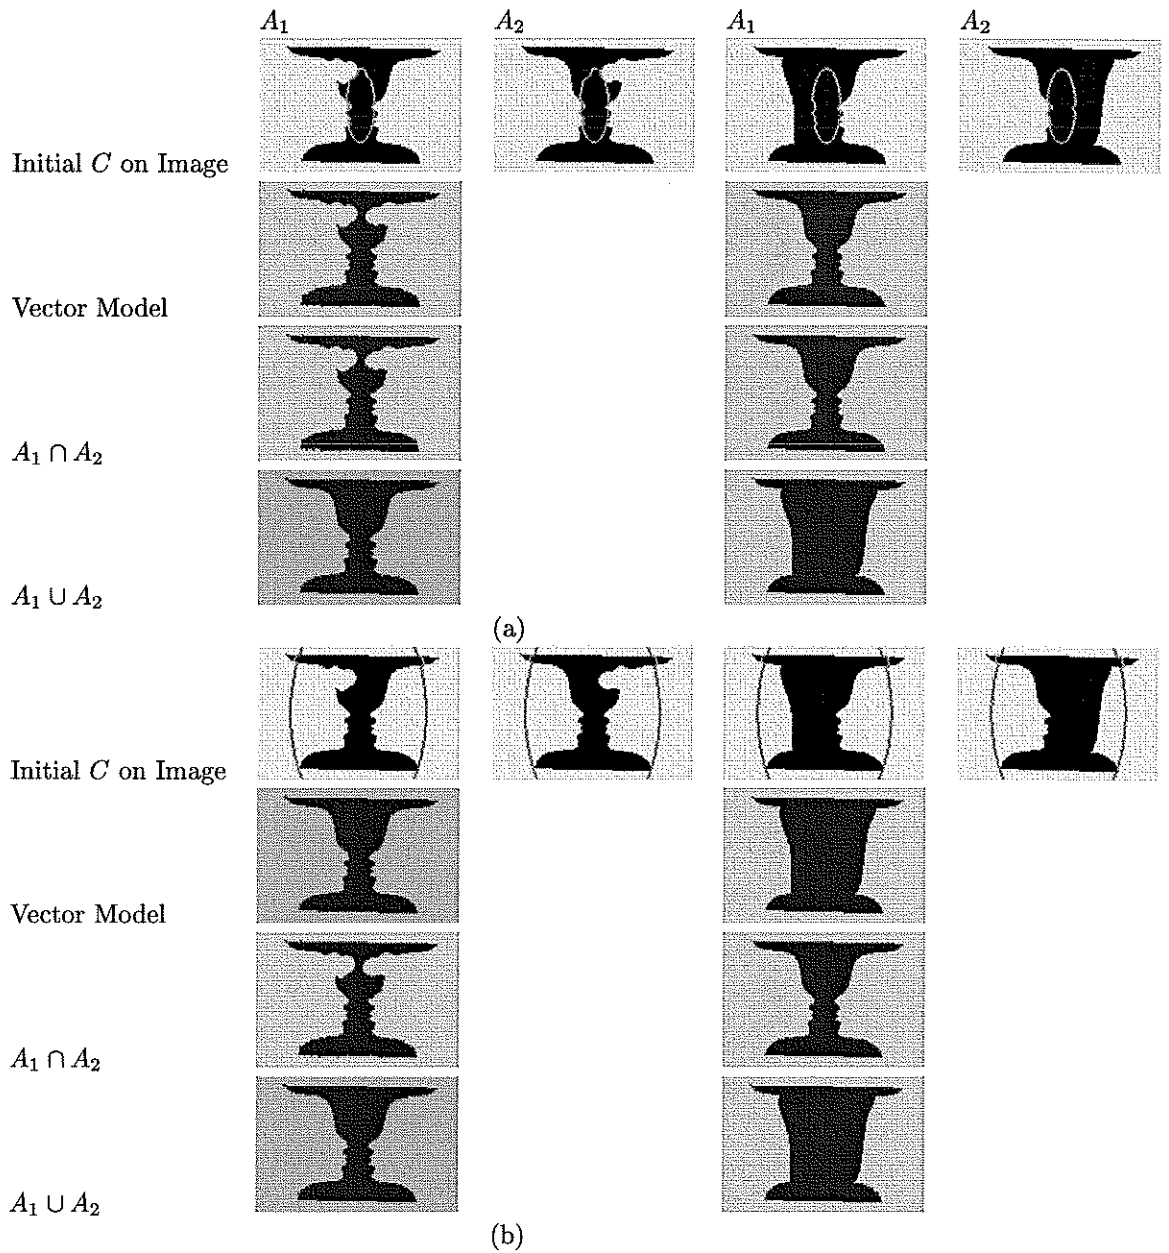 A₁ A₂ A₁ A₂
Initial C on Image
Vector Model
A₁ ∩ A₂
A₁ ∪ A₂
(a)
Initial C on Image
Vector Model
A₁ ∩ A₂
A₁ ∪ A₂
(b)